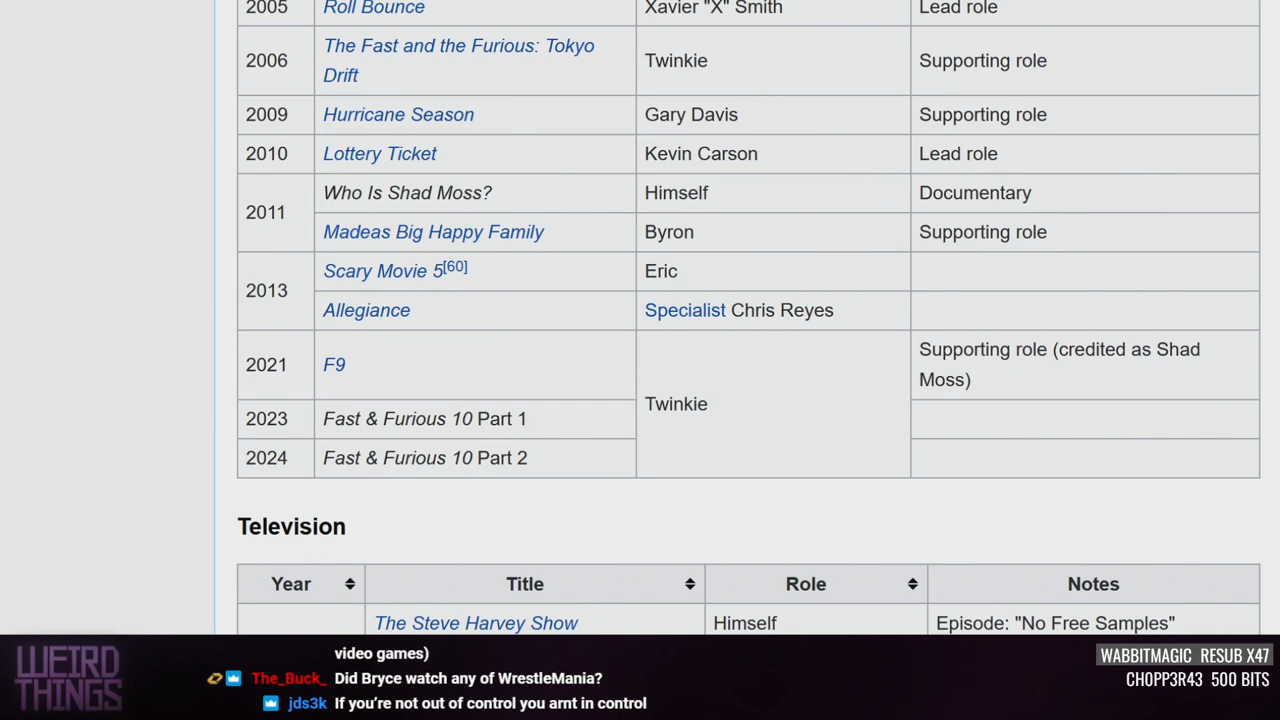 2005 Roll Bounce Xavier "X" Smith Lead role
2006 The Fast and the Furious: Tokyo Drift Twinkie Supporting role
2009 Hurricane Season Gary Davis Supporting role
2010 Lottery Ticket Kevin Carson Lead role
2011 Who Is Shad Moss? Himself Documentary
Madeas Big Happy Family Byron Supporting role
2013 Scary Movie 5[60] Eric
Allegiance Specialist Chris Reyes
2021 F9 Twinkie Supporting role (credited as Shad Moss)
2023 Fast & Furious 10 Part 1
2024 Fast & Furious 10 Part 2
Television
Year Title Role Notes
The Steve Harvey Show Himself Episode: "No Free Samples"
WEIRD
THINGS
video games)
The_Buck_ Did Bryce watch any of WrestleMania?
jds3k If you're not out of control you arnt in control
WABBITMAGIC RESUB X47
CHOPP3R43 500 BITS